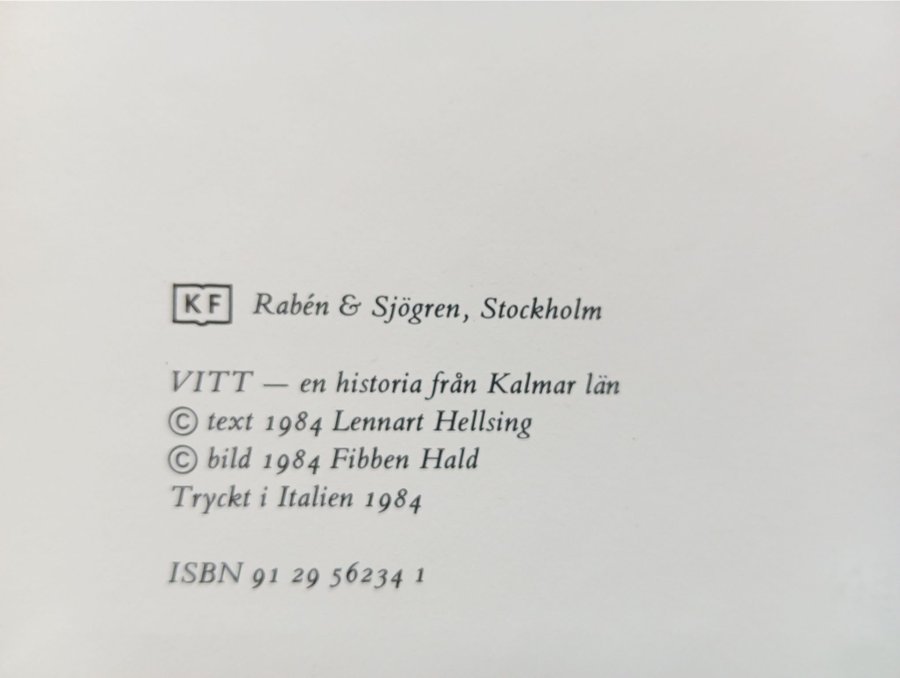 KF Rabén & Sjögren, Stockholm
VITT — en historia från Kalmar län
© text 1984 Lennart Hellsing
© bild 1984 Fibben Hald
Tryckt i Italien 1984
ISBN 91 29 56234 1